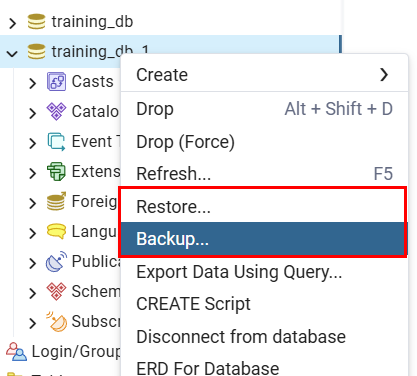 training_db
training_db_1
Create
Casts
Drop Alt + Shift + D
Catalo
Drop (Force)
Event T
Refresh... F5
Extens
Restore...
Foreig
Backup...
Langu
Export Data Using Query...
Publica
CREATE Script
Schem
Disconnect from database
Subscr
ERD For Database
Login/Group